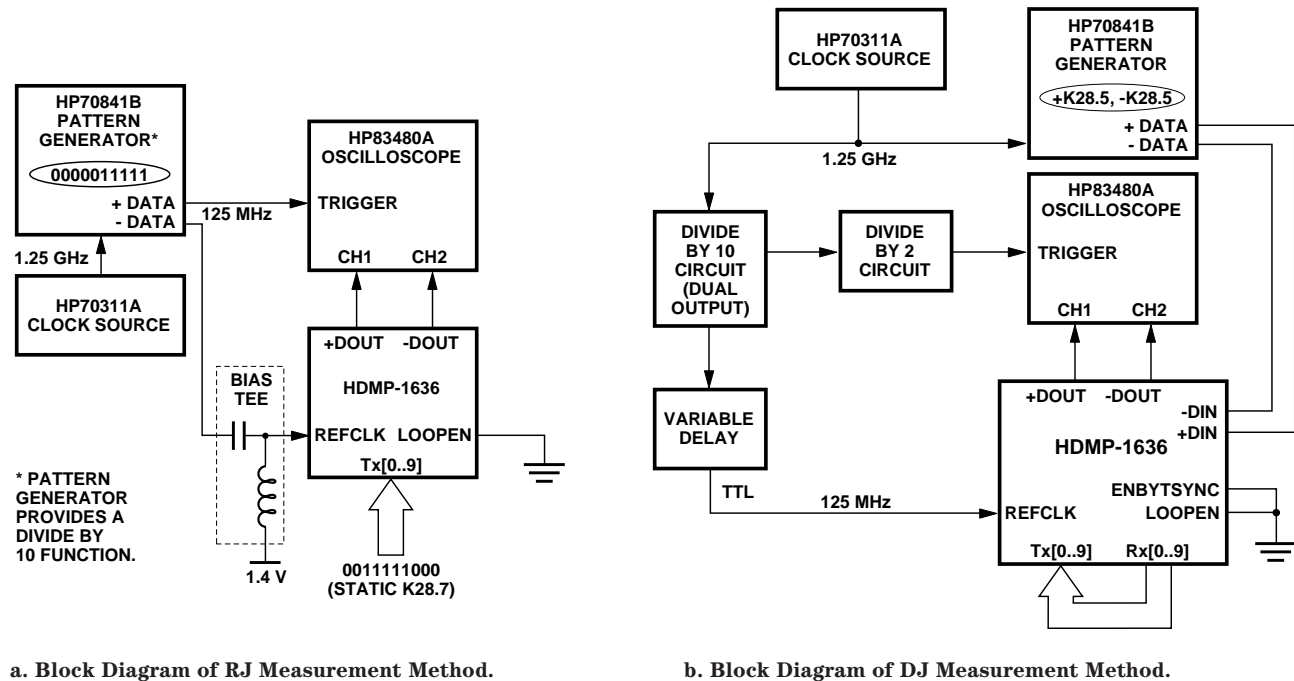 HP70841B
PATTERN
GENERATOR*
0000011111
+ DATA
- DATA
125 MHz
1.25 GHz
HP70311A
CLOCK SOURCE
HP83480A
OSCILLOSCOPE
TRIGGER
CH1 CH2
+DOUT -DOUT
HDMP-1636
REFCLK LOOPEN
Tx[0..9]
BIAS
TEE
1.4 V
0011111000
(STATIC K28.7)
* PATTERN
GENERATOR
PROVIDES A
DIVIDE BY
10 FUNCTION.
a. Block Diagram of RJ Measurement Method.
HP70311A
CLOCK SOURCE
HP70841B
PATTERN
GENERATOR
+K28.5, -K28.5
+ DATA
- DATA
1.25 GHz
DIVIDE
BY 10
CIRCUIT
(DUAL
OUTPUT)
DIVIDE
BY 2
CIRCUIT
HP83480A
OSCILLOSCOPE
TRIGGER
CH1 CH2
VARIABLE
DELAY
TTL
125 MHz
+DOUT -DOUT
-DIN
+DIN
HDMP-1636
ENBYTSYNC
REFCLK LOOPEN
Tx[0..9] Rx[0..9]
b. Block Diagram of DJ Measurement Method.